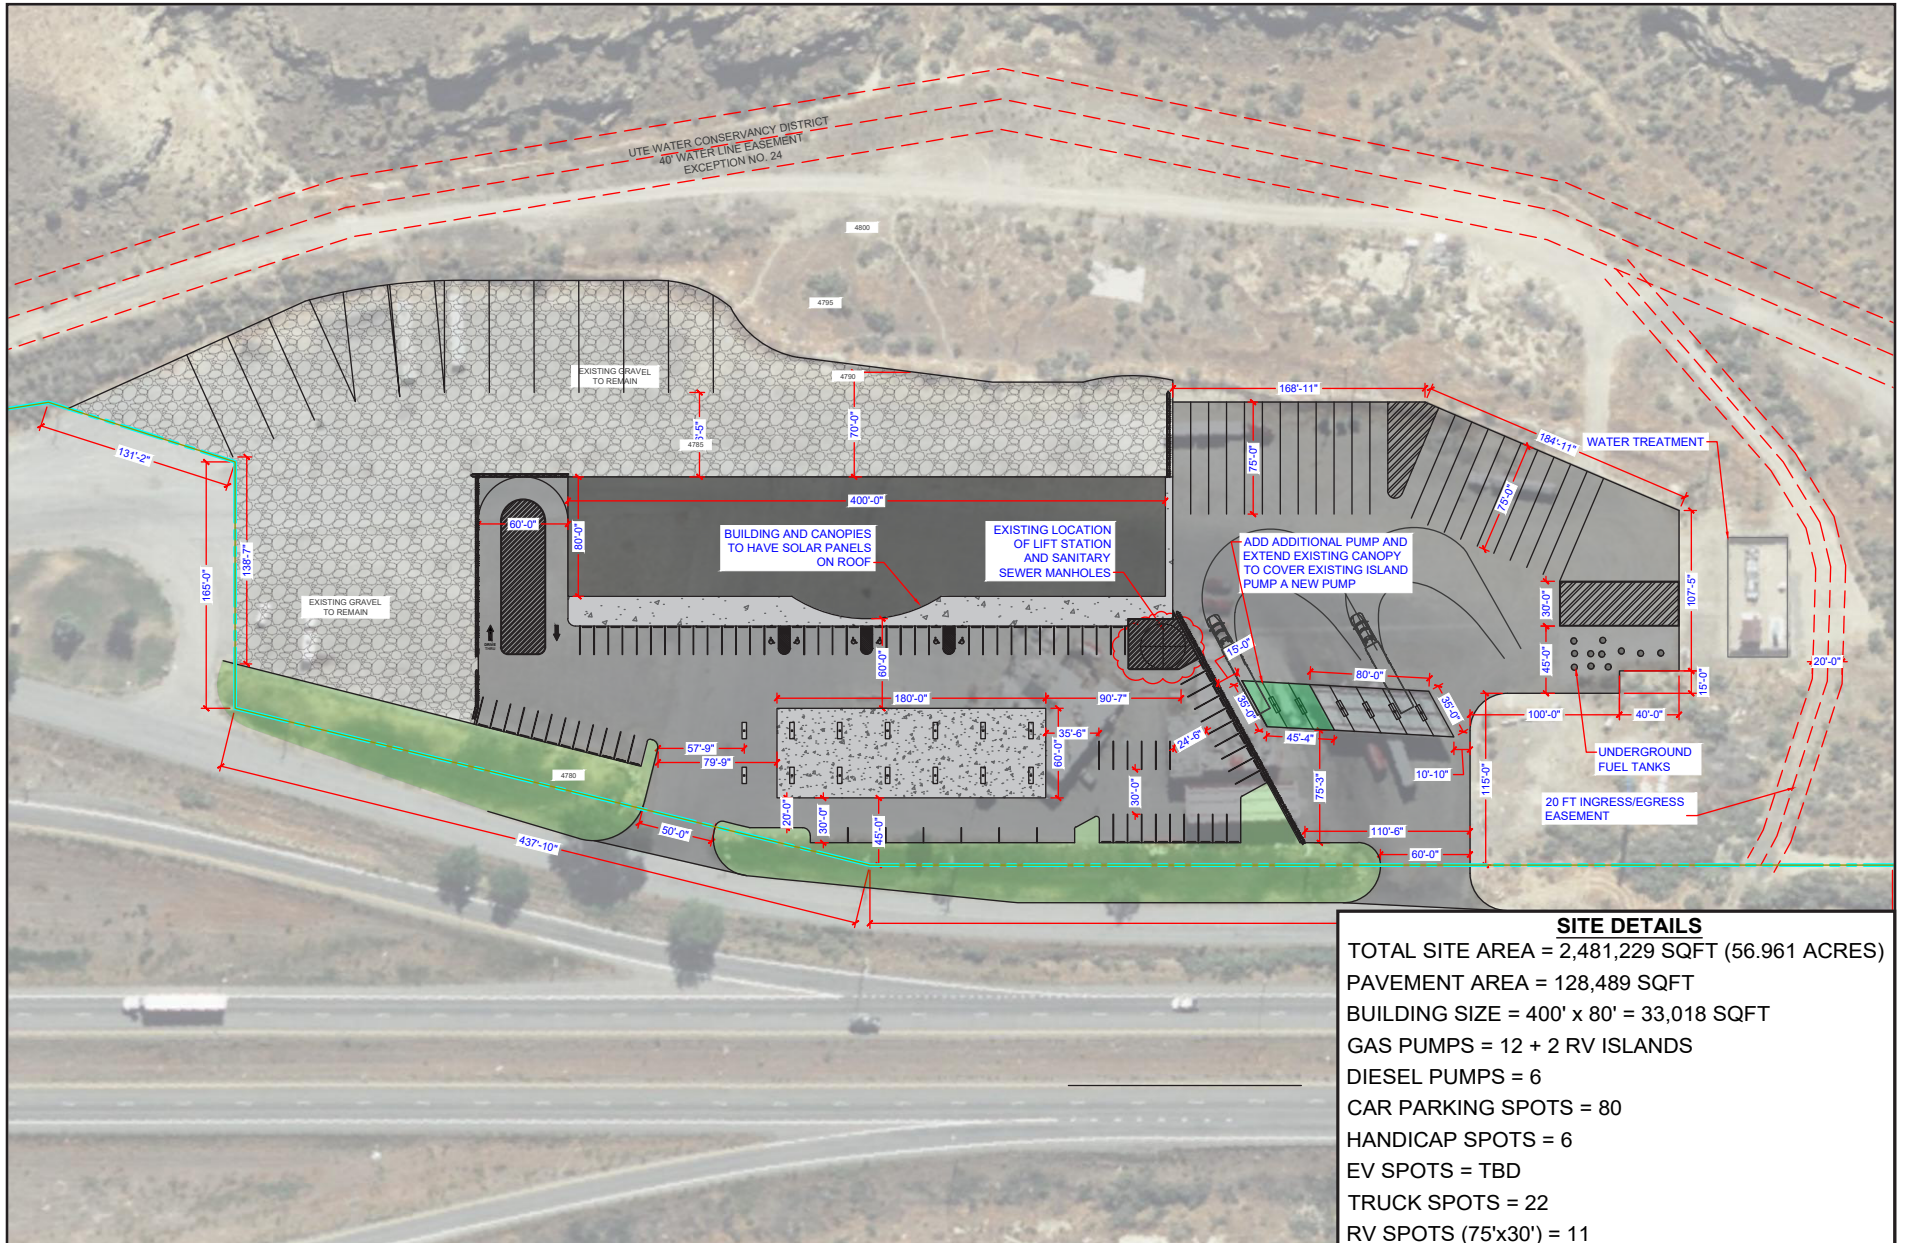 UTE WATER CONSERVANCY DISTRICT
40' WATER LINE EASEMENT
EXCEPTION NO. 24
4800
4795
4790
4785
4780
EXISTING GRAVEL
TO REMAIN
EXISTING GRAVEL
TO REMAIN
131'-2"
165'-0"
138'-7"
70'-0"
400'-0"
60'-0"
80'-0"
BUILDING AND CANOPIES
TO HAVE SOLAR PANELS
ON ROOF
EXISTING LOCATION
OF LIFT STATION
AND SANITARY
SEWER MANHOLES
ADD ADDITIONAL PUMP AND
EXTEND EXISTING CANOPY
TO COVER EXISTING ISLAND
PUMP A NEW PUMP
168'-11"
184'-11"
75'-0"
75'-0"
WATER TREATMENT
107'-5"
30'-0"
45'-0"
15'-0"
20'-0"
100'-0"
40'-0"
UNDERGROUND
FUEL TANKS
20 FT INGRESS/EGRESS
EASEMENT
15'-0"
80'-0"
35'-0"
35'-0"
45'-4"
10'-10"
115'-0"
75'-3"
110'-6"
60'-0"
60'-0"
180'-0"
90'-7"
35'-6"
60'-0"
24'-6"
30'-0"
57'-9"
79'-9"
20'-0"
30'-0"
45'-0"
50'-0"
437'-10"
SITE DETAILS
TOTAL SITE AREA = 2,481,229 SQFT (56.961 ACRES)
PAVEMENT AREA = 128,489 SQFT
BUILDING SIZE = 400' x 80' = 33,018 SQFT
GAS PUMPS = 12 + 2 RV ISLANDS
DIESEL PUMPS = 6
CAR PARKING SPOTS = 80
HANDICAP SPOTS = 6
EV SPOTS = TBD
TRUCK SPOTS = 22
RV SPOTS (75'x30') = 11